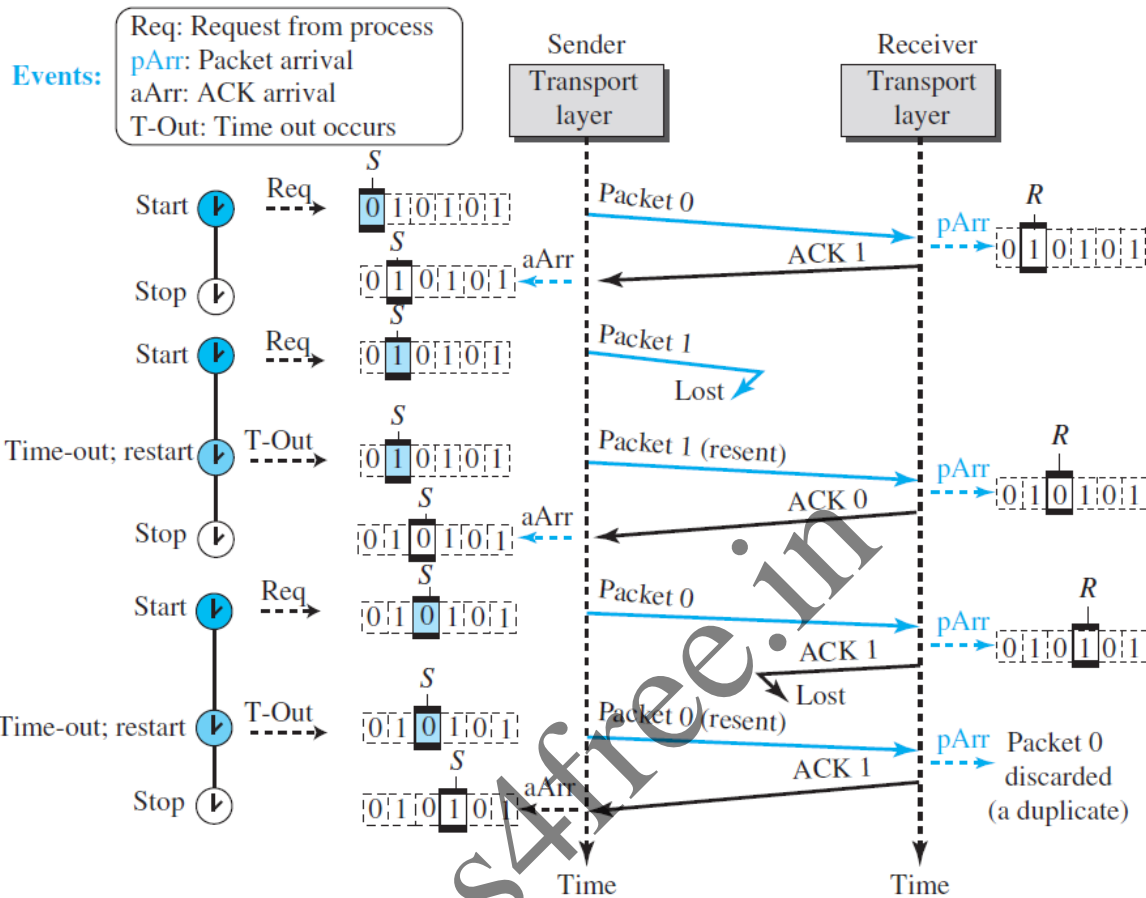 Events:
Req: Request from process
pArr: Packet arrival
aArr: ACK arrival
T-Out: Time out occurs
Sender
Transport
layer
Receiver
Transport
layer
Start
Req
S
0 1 0 1 0 1
Packet 0
pArr
R
0 1 0 1 0 1
Stop
S
0 1 0 1 0 1
aArr
ACK 1
Start
Req
S
0 1 0 1 0 1
Packet 1
Lost
Time-out; restart
T-Out
S
0 1 0 1 0 1
Packet 1 (resent)
pArr
R
0 1 0 1 0 1
Stop
S
0 1 0 1 0 1
aArr
ACK 0
Start
Req
S
0 1 0 1 0 1
Packet 0
pArr
R
0 1 0 1 0 1
ACK 1
Lost
Time-out; restart
T-Out
S
0 1 0 1 0 1
Packet 0 (resent)
pArr
Packet 0
discarded
(a duplicate)
Stop
S
0 1 0 1 0 1
aArr
ACK 1
Time
Time
s4free.in